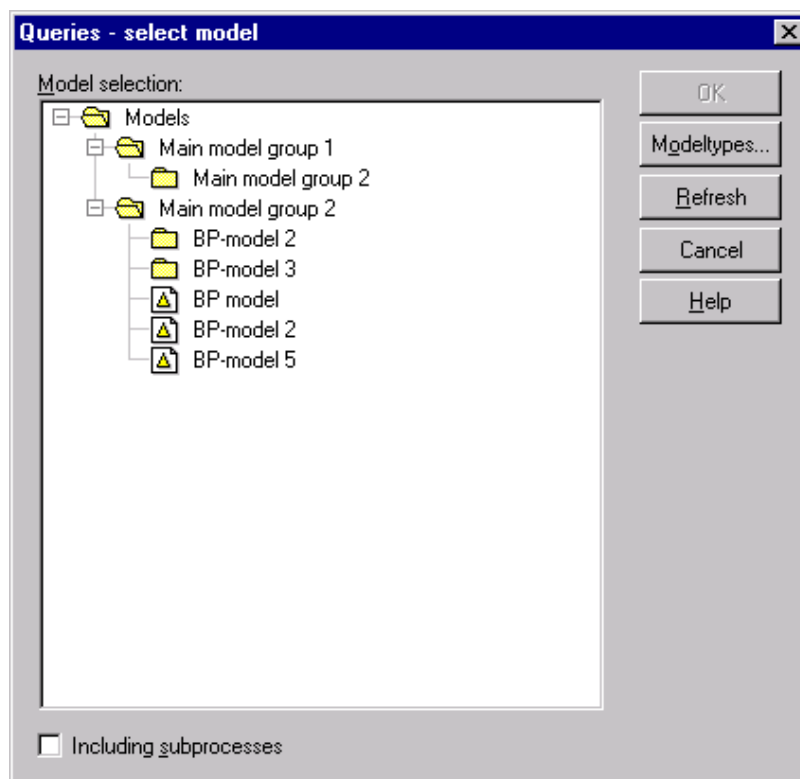 Queries - select model
Model selection:
OK
Models
Modeltypes...
Main model group 1
Main model group 2
Refresh
Main model group 2
BP-model 2
Cancel
BP-model 3
BP model
Help
BP-model 2
BP-model 5
Including subprocesses